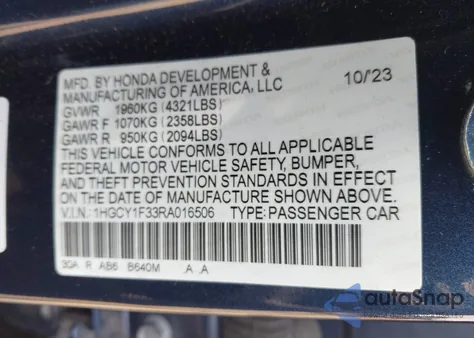 MFD. BY HONDA DEVELOPMENT &
MANUFACTURING OF AMERICA, LLC 10/23
GVWR 1960KG (4321LBS)
GAWR F 1070KG (2358LBS)
GAWR R 950KG (2094LBS)
THIS VEHICLE CONFORMS TO ALL APPLICABLE
FEDERAL MOTOR VEHICLE SAFETY, BUMPER,
AND THEFT PREVENTION STANDARDS IN EFFECT
ON THE DATE OF MANUFACTURE SHOWN ABOVE.
V.I.N.: 1HGCY1F33RA016506 TYPE: PASSENGER CAR
30A R AB6 B640M .A .A
autoSnap